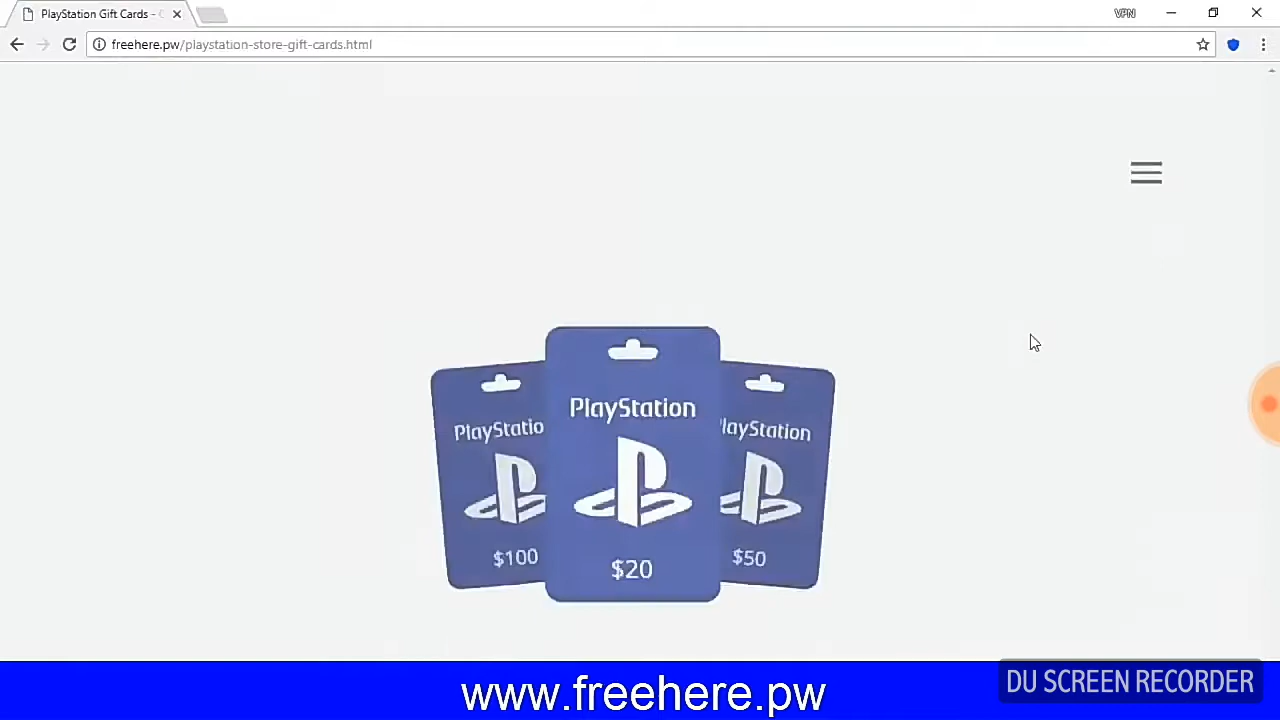 PlayStation Gift Cards -
VPN
freehere.pw/playstation-store-gift-cards.html
PlayStation
PlayStatio
layStation
$100
$20
$50
www.freehere.pw
DU SCREEN RECORDER